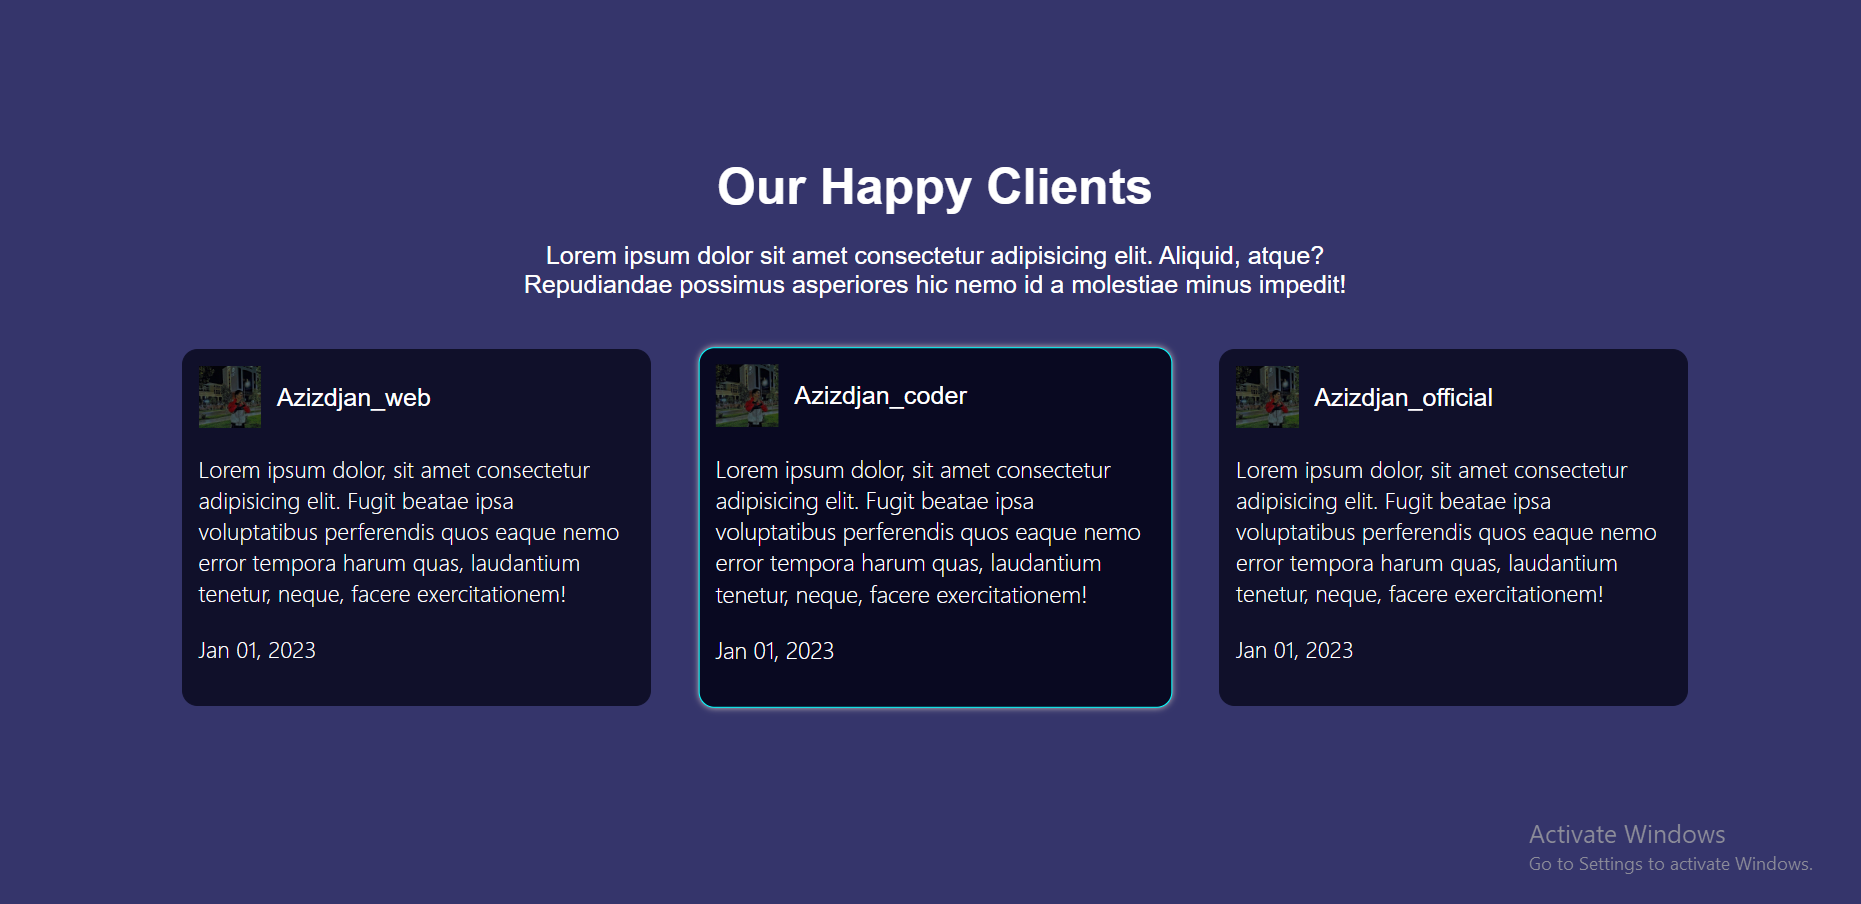 Our Happy Clients
Lorem ipsum dolor sit amet consectetur adipisicing elit. Aliquid, atque?
Repudiandae possimus asperiores hic nemo id a molestiae minus impedit!
Azizdjan_web
Lorem ipsum dolor, sit amet consectetur
adipisicing elit. Fugit beatae ipsa
voluptatibus perferendis quos eaque nemo
error tempora harum quas, laudantium
tenetur, neque, facere exercitationem!
Jan 01, 2023
Azizdjan_coder
Lorem ipsum dolor, sit amet consectetur
adipisicing elit. Fugit beatae ipsa
voluptatibus perferendis quos eaque nemo
error tempora harum quas, laudantium
tenetur, neque, facere exercitationem!
Jan 01, 2023
Azizdjan_official
Lorem ipsum dolor, sit amet consectetur
adipisicing elit. Fugit beatae ipsa
voluptatibus perferendis quos eaque nemo
error tempora harum quas, laudantium
tenetur, neque, facere exercitationem!
Jan 01, 2023
Activate Windows
Go to Settings to activate Windows.